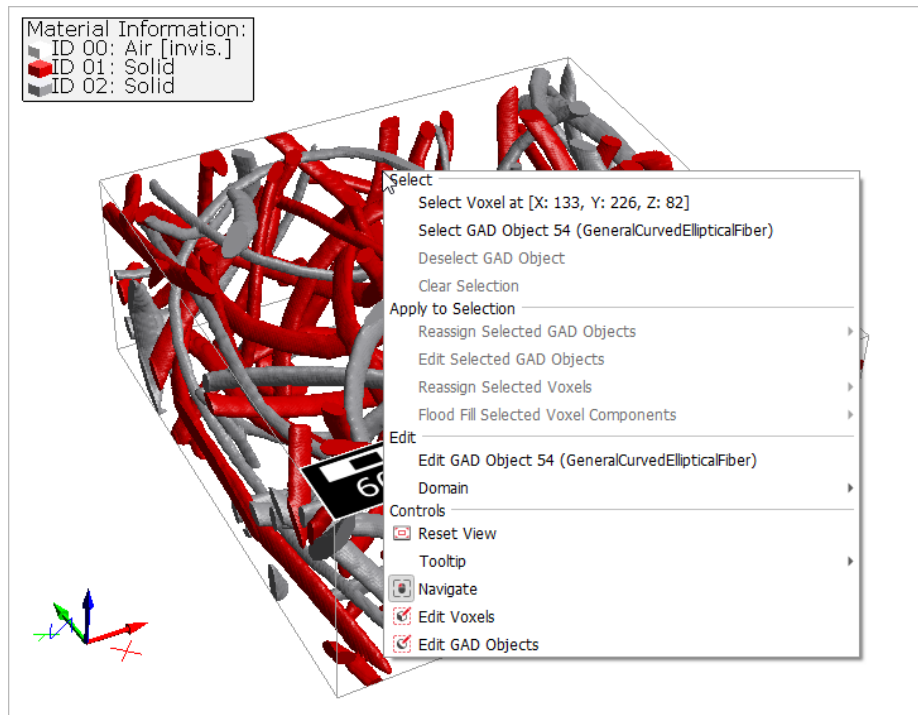 Material Information:
ID 00: Air [invis.]
ID 01: Solid
ID 02: Solid
Select
Select Voxel at [X: 133, Y: 226, Z: 82]
Select GAD Object 54 (GeneralCurvedEllipticalFiber)
Deselect GAD Object
Clear Selection
Apply to Selection
Reassign Selected GAD Objects
Edit Selected GAD Objects
Reassign Selected Voxels
Flood Fill Selected Voxel Components
Edit
Edit GAD Object 54 (GeneralCurvedEllipticalFiber)
Domain
Controls
Reset View
Tooltip
Navigate
Edit Voxels
Edit GAD Objects
60
Y
X